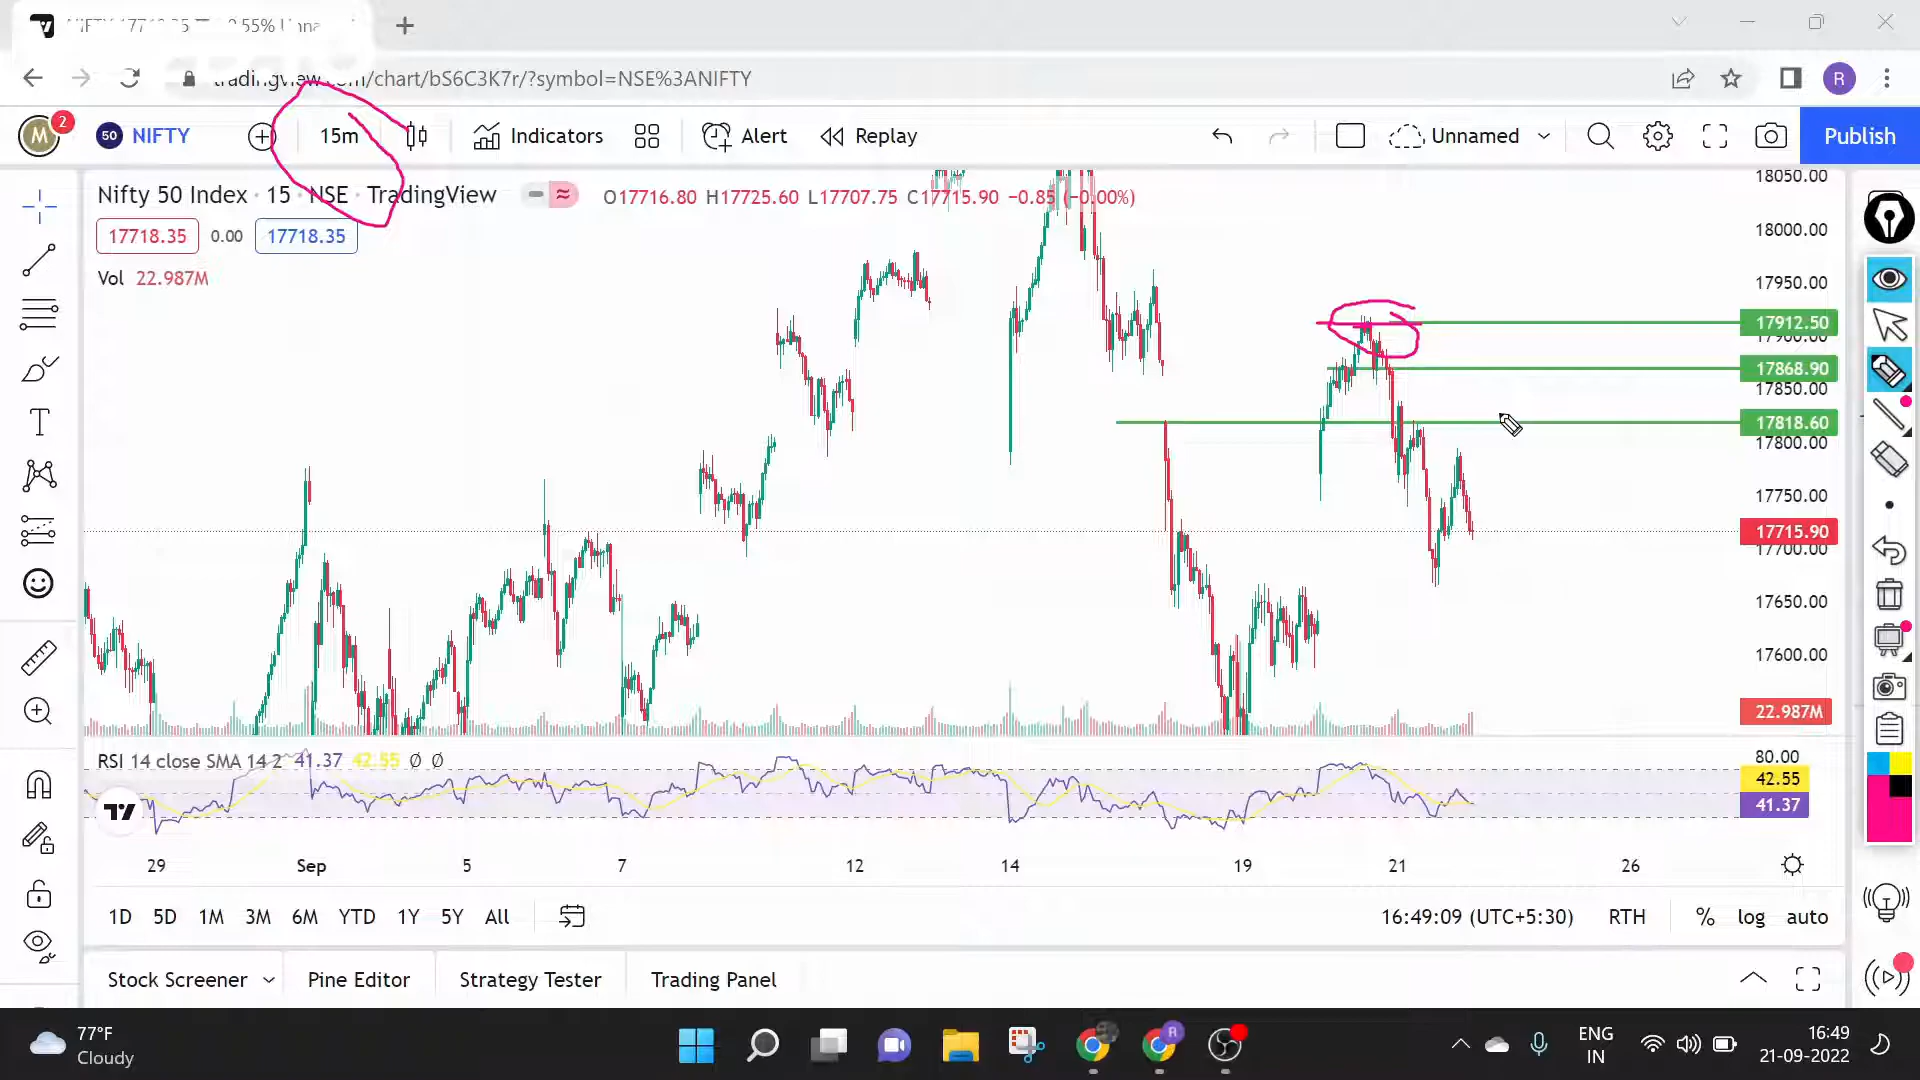 tradingview.com/chart/bS6C3K7r/?symbol=NSE%3ANIFTY
R
M 2 50 NIFTY 15m Indicators Alert Replay Unnamed Publish
Nifty 50 Index · 15 · NSE · TradingView O17716.80 H17725.60 L17707.75 C17715.90 −0.85 (−0.00%)
17718.35 0.00 17718.35
Vol 22.987M
18050.00
18000.00
17950.00
17912.50
17900.00
17868.90
17850.00
17818.60
17800.00
17750.00
17715.90
17700.00
17650.00
17600.00
22.987M
RSI 14 close SMA 14 2 41.37 42.55 Ø Ø
80.00
42.55
41.37
29 Sep 5 7 12 14 19 21 26
1D 5D 1M 3M 6M YTD 1Y 5Y All 16:49:09 (UTC+5:30) RTH % log auto
Stock Screener Pine Editor Strategy Tester Trading Panel
77°F
Cloudy
R
ENG
IN
16:49
21-09-2022